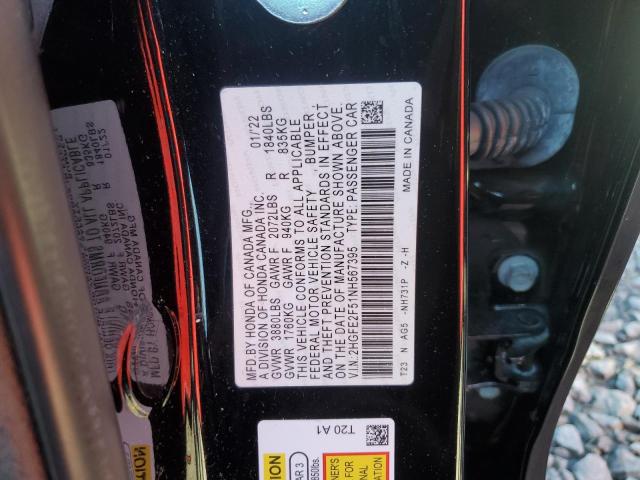 MFD.BY HONDA OF CANADA MFG. 01/22
A DIVISION OF HONDA CANADA INC.
GVWR 3880LBS GAWR F 2072LBS R 1840LBS
GVWR 1760KG GAWR F 940KG R 835KG
THIS VEHICLE CONFORMS TO ALL APPLICABLE
FEDERAL MOTOR VEHICLE SAFETY, BUMPER,
AND THEFT PREVENTION STANDARDS IN EFFECT
ON THE DATE OF MANUFACTURE SHOWN ABOVE.
V.I.N.:2HGFE2F51NH567395 TYPE: PASSENGER CAR
T23 N AG5 -NH731P -Z -H MADE IN CANADA
T20 A1
850lbs.